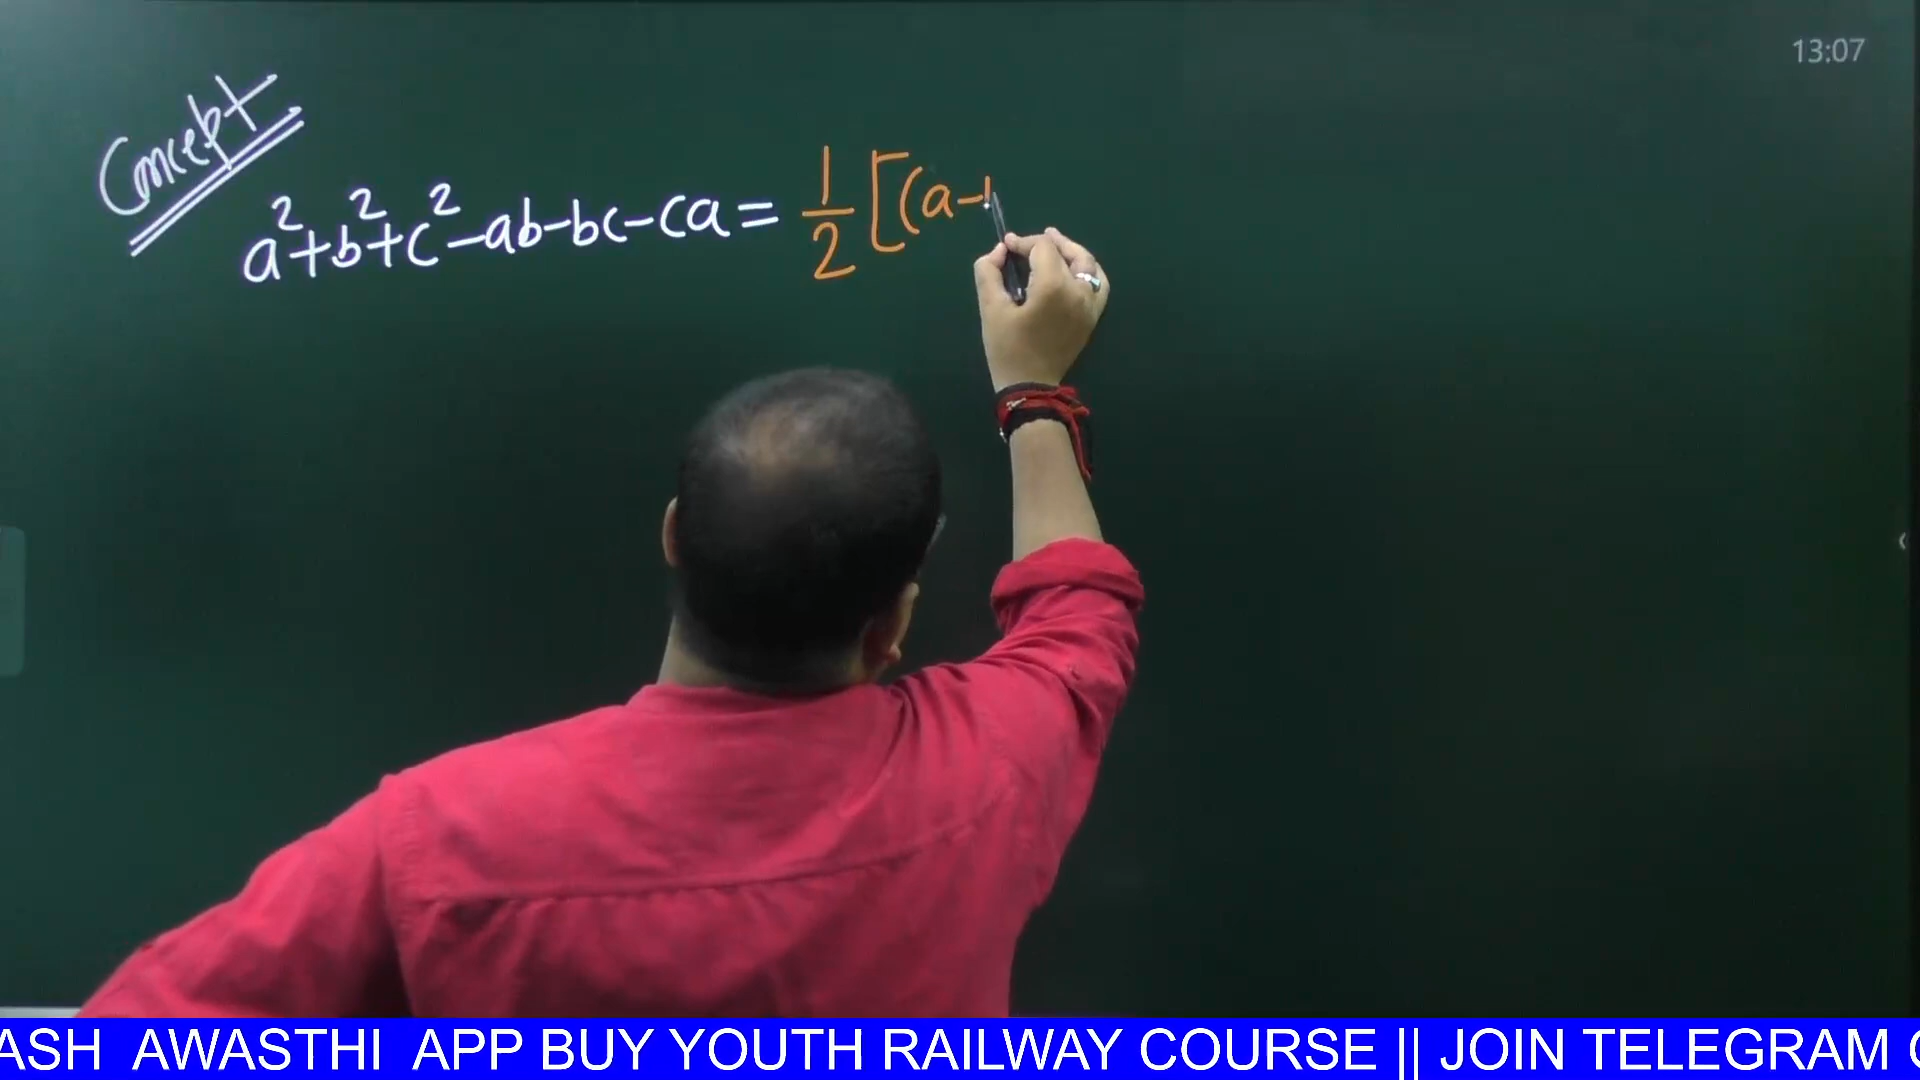 13:07
Concept
a²+b²+c²-ab-bc-ca = 1/2 [(a-
ASH AWASTHI APP BUY YOUTH RAILWAY COURSE || JOIN TELEGRAM